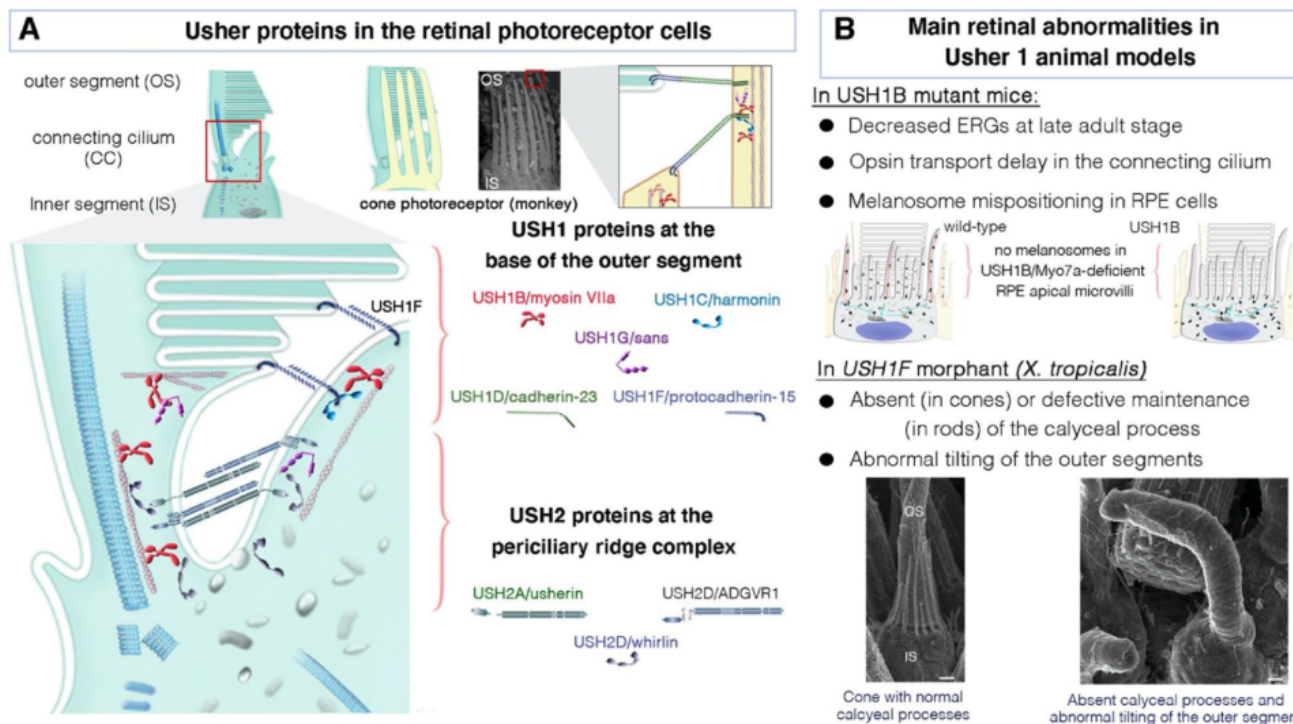 A
Usher proteins in the retinal photoreceptor cells
outer segment (OS)
connecting cilium
(CC)
Inner segment (IS)
OS
IS
cone photoreceptor (monkey)
USH1F
USH1 proteins at the
base of the outer segment
USH1B/myosin VIIa
USH1C/harmonin
USH1G/sans
USH1D/cadherin-23
USH1F/protocadherin-15
USH2 proteins at the
periciliary ridge complex
USH2A/usherin
USH2D/ADGVR1
USH2D/whirlin
B
Main retinal abnormalities in
Usher 1 animal models
In USH1B mutant mice:
● Decreased ERGs at late adult stage
● Opsin transport delay in the connecting cilium
● Melanosome mispositioning in RPE cells
wild-type
USH1B
no melanosomes in
USH1B/Myo7a-deficient
RPE apical microvilli
In USH1F morphant (X. tropicalis)
● Absent (in cones) or defective maintenance
(in rods) of the calyceal process
● Abnormal tilting of the outer segments
OS
IS
Cone with normal
calcyeal processes
Absent calyceal processes and
abnormal tilting of the outer segmen